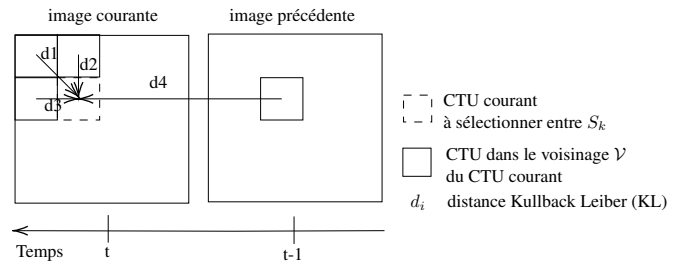 image courante
image précédente
d1
d2
d3
d4
CTU courant
à sélectionner entre $S_k$
CTU dans le voisinage $\mathcal{V}$
du CTU courant
$d_i$ distance Kullback Leiber (KL)
Temps
t
t-1